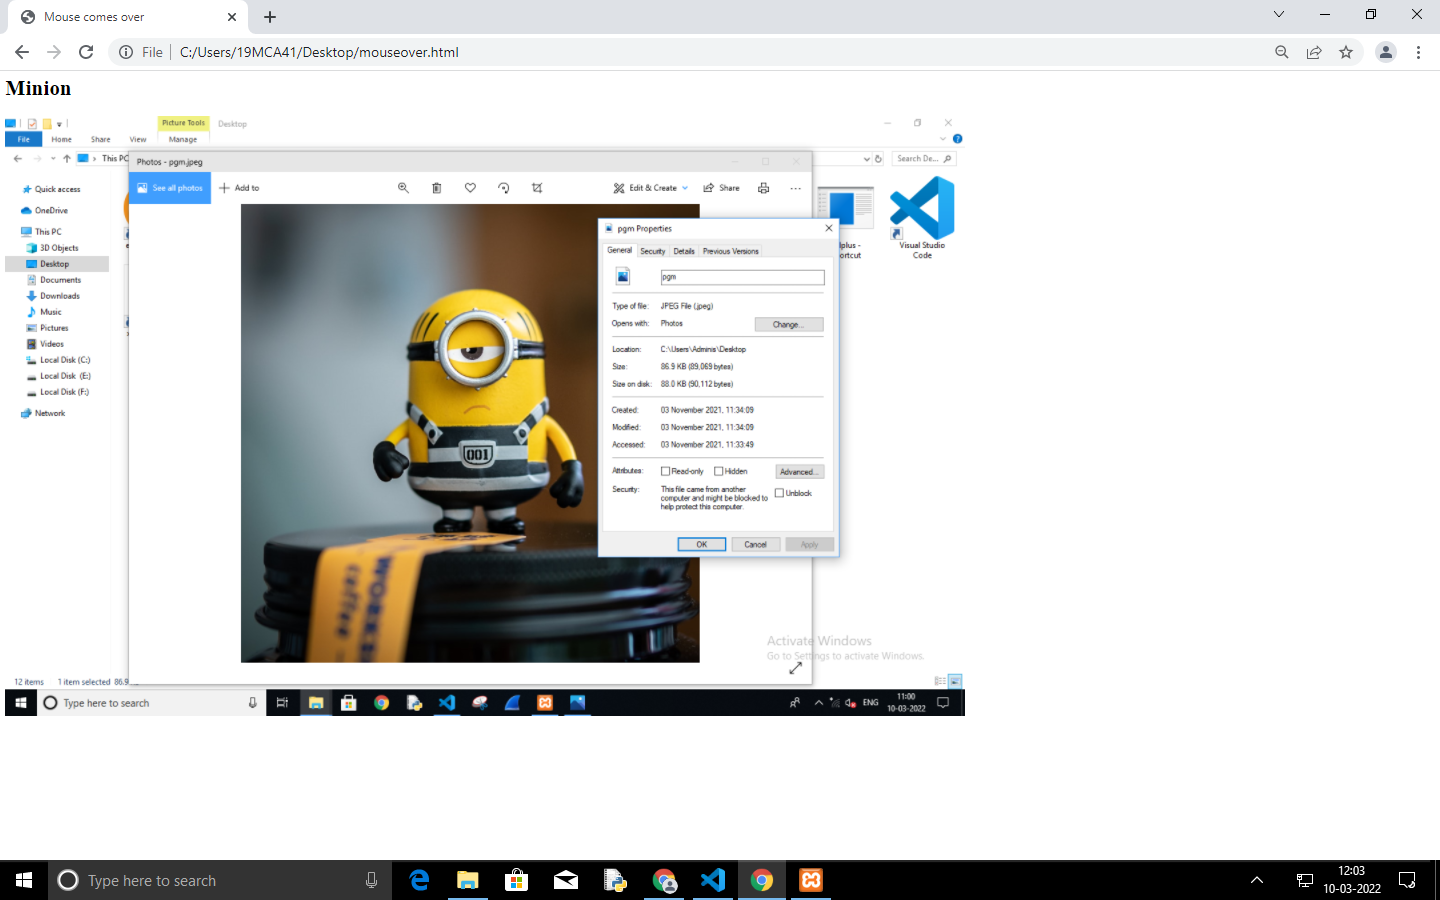 Mouse comes over
File
C:/Users/19MCA41/Desktop/mouseover.html
Minion
Picture Tools
Desktop
File
Home
Share
View
Manage
This PC
Search De...
Photos - pgm.jpeg
See all photos
Add to
Edit & Create
Share
Quick access
OneDrive
This PC
3D Objects
Desktop
Documents
Downloads
Music
Pictures
Videos
Local Disk (C:)
Local Disk (E:)
Local Disk (F:)
Network
001
pgm Properties
General
Security
Details
Previous Versions
pgm
Type of file:
JPEG File (.jpeg)
Opens with:
Photos
Change...
Location:
C:\Users\Adminis\Desktop
Size:
86.9 KB (89,069 bytes)
Size on disk:
88.0 KB (90,112 bytes)
Created:
03 November 2021, 11:34:09
Modified:
03 November 2021, 11:34:09
Accessed:
03 November 2021, 11:33:49
Attributes:
Read-only
Hidden
Advanced...
Security:
This file came from another
computer and might be blocked to
help protect this computer.
Unblock
OK
Cancel
Apply
Visual Studio
Code
coffee
Activate Windows
Go to Settings to activate Windows.
12 items
1 item selected
86.9
Type here to search
ENG
11:00
10-03-2022
Type here to search
12:03
10-03-2022